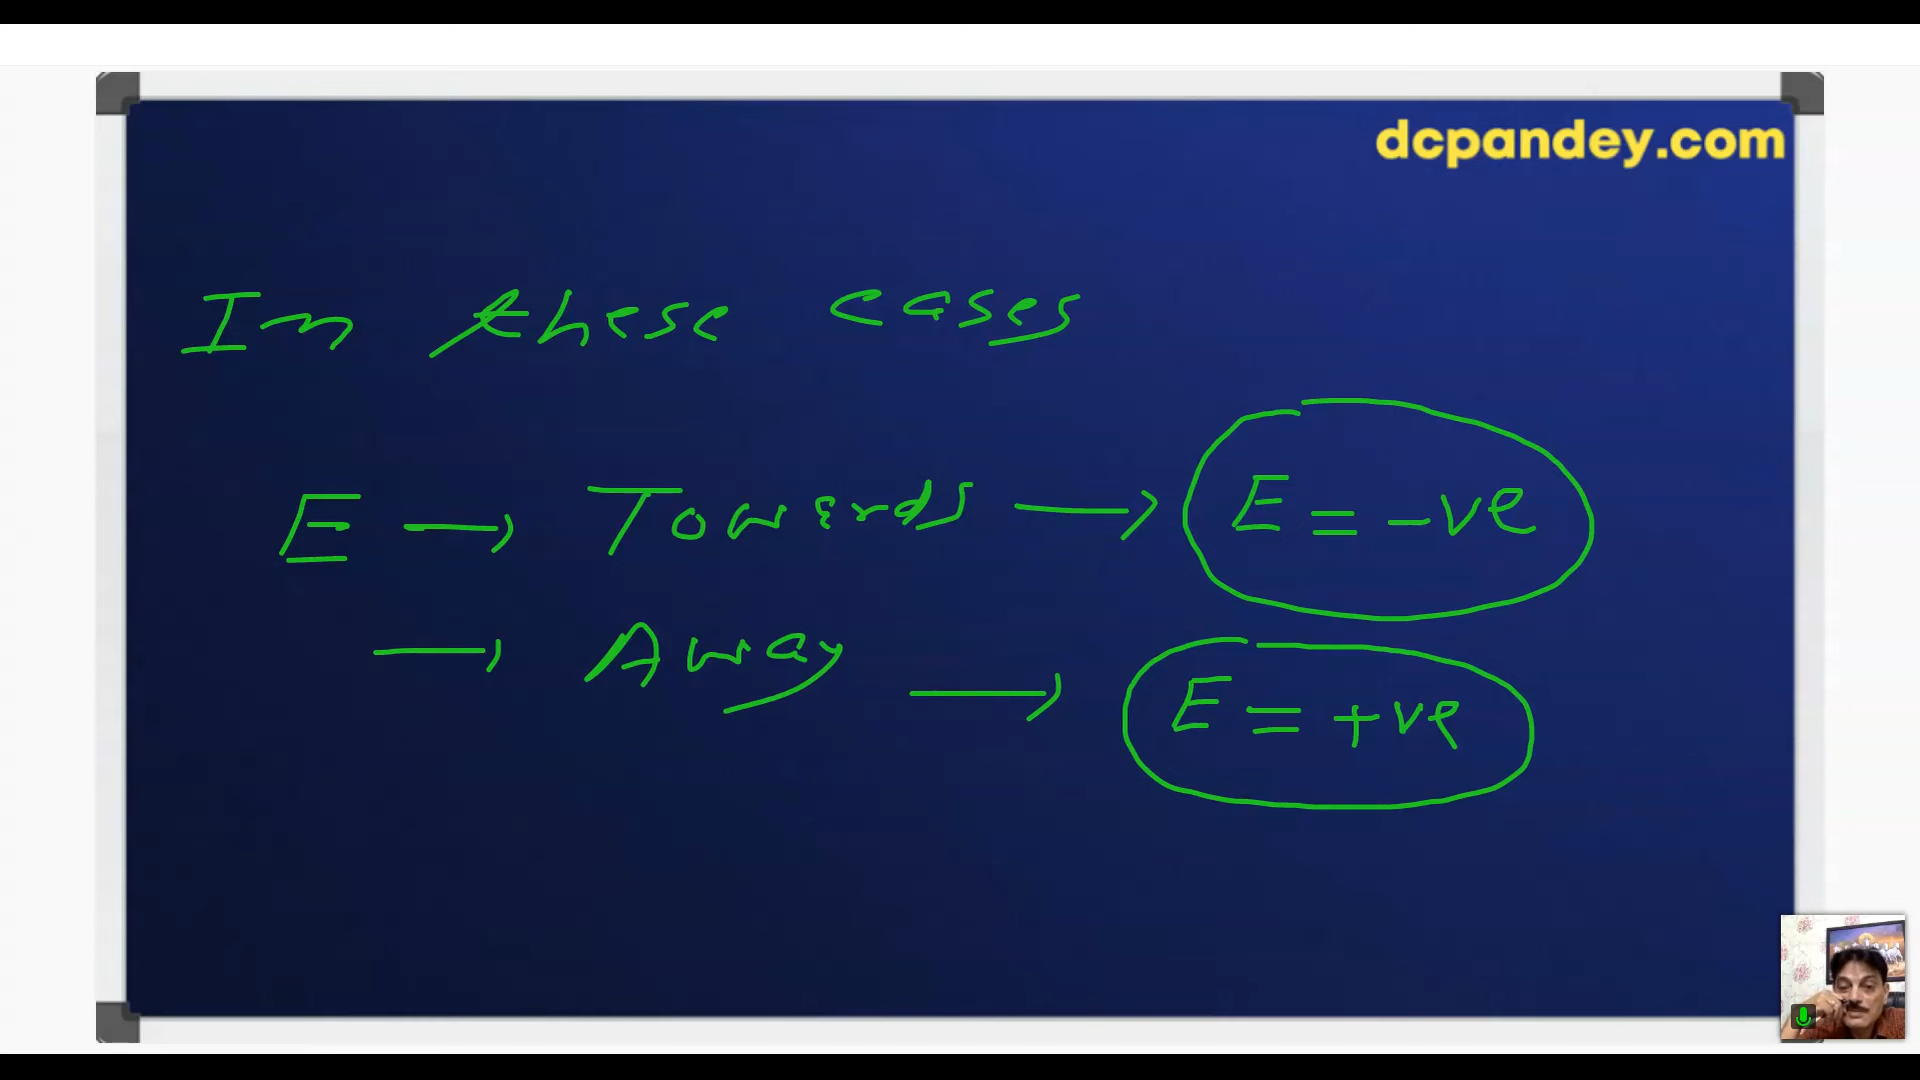 dcpandey.com
In these cases
E → Towards → E = -ve
→ Away → E = +ve